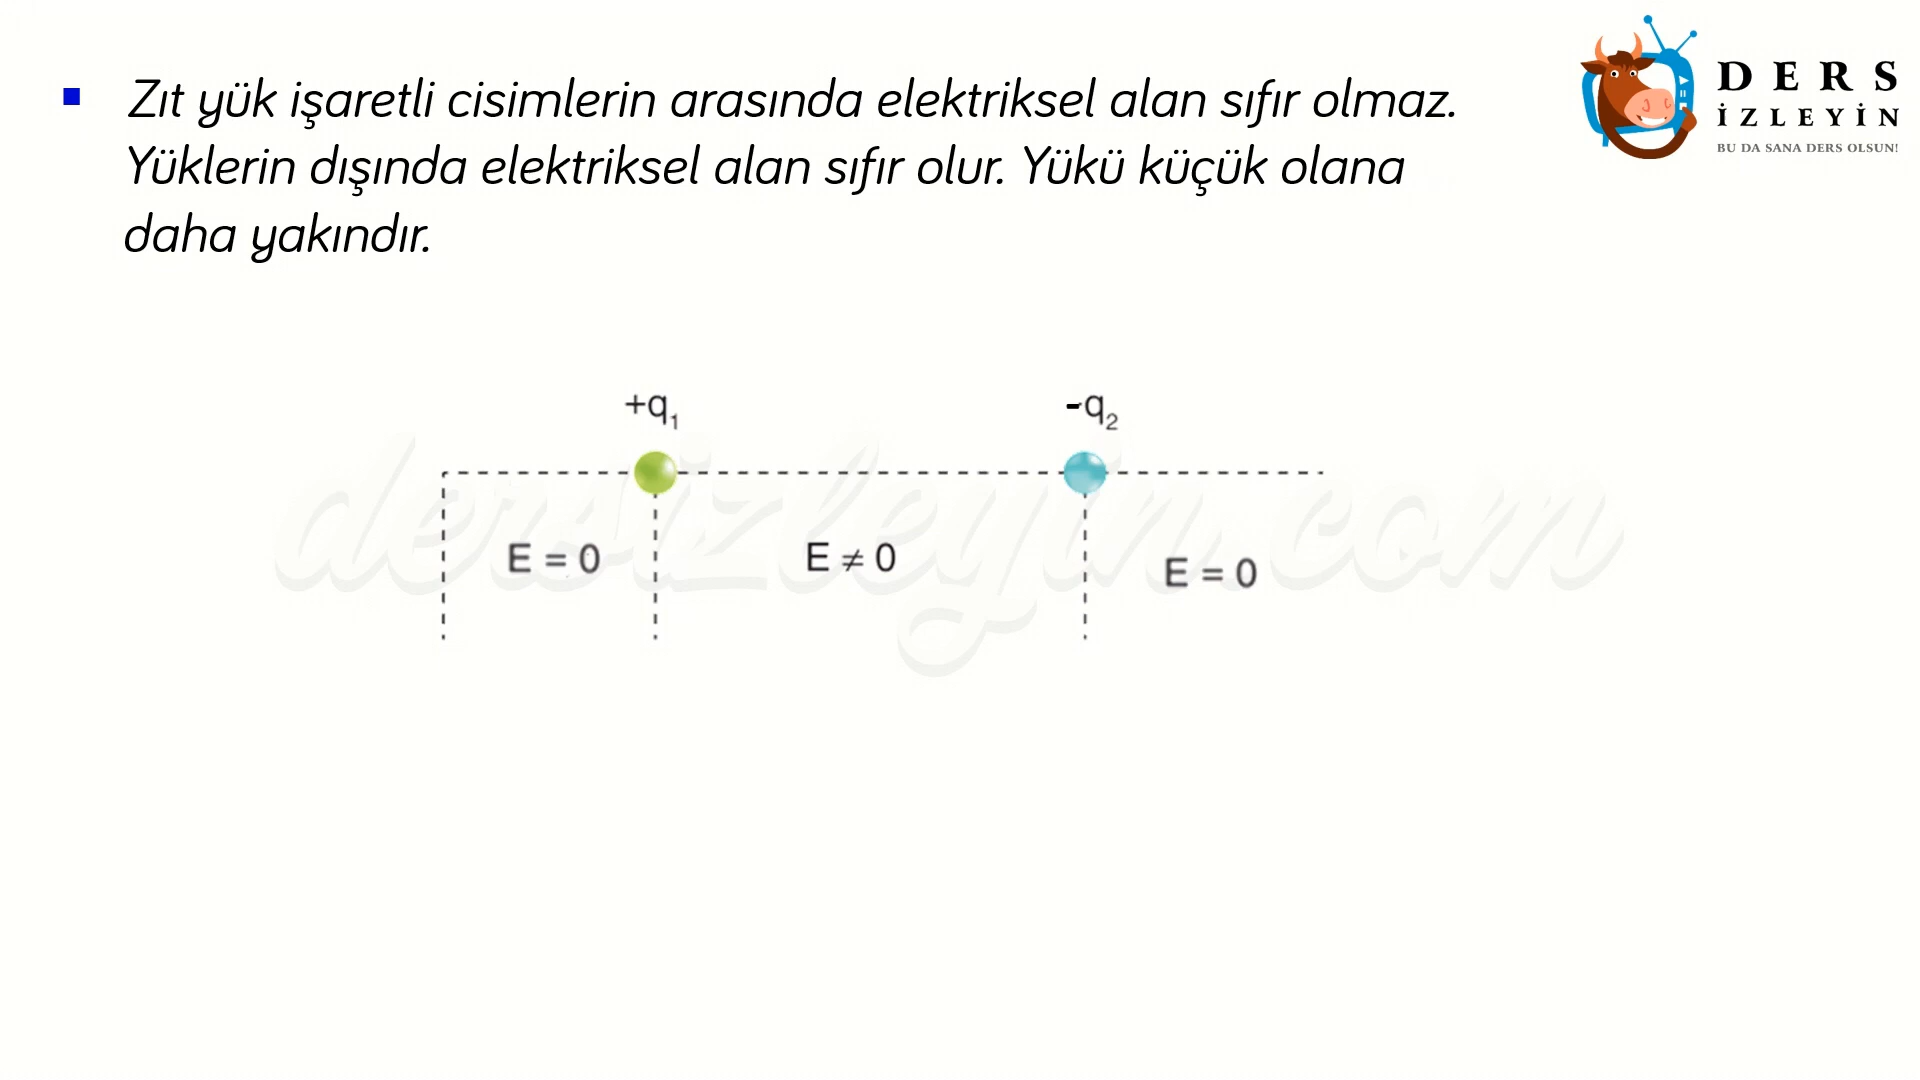 Zıt yük işaretli cisimlerin arasında elektriksel alan sıfır olmaz.
Yüklerin dışında elektriksel alan sıfır olur. Yükü küçük olana
daha yakındır.
DERS
İZLEYİN
BU DA SANA DERS OLSUN!
+q₁
-q₂
E = 0
E ≠ 0
E = 0
dersizleyin.com